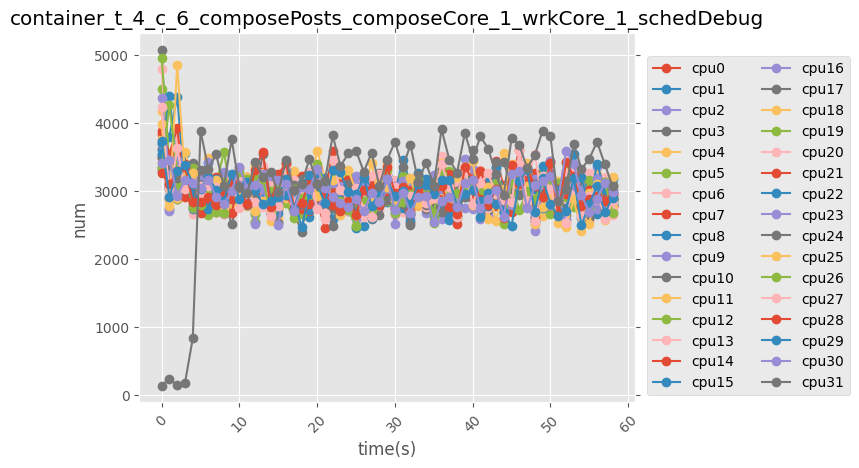 container_t_4_c_6_composePosts_composeCore_1_wrkCore_1_schedDebug
5000
4000
3000
2000
1000
0
num
0
10
20
30
40
50
60
time(s)
cpu0
cpu1
cpu2
cpu3
cpu4
cpu5
cpu6
cpu7
cpu8
cpu9
cpu10
cpu11
cpu12
cpu13
cpu14
cpu15
cpu16
cpu17
cpu18
cpu19
cpu20
cpu21
cpu22
cpu23
cpu24
cpu25
cpu26
cpu27
cpu28
cpu29
cpu30
cpu31